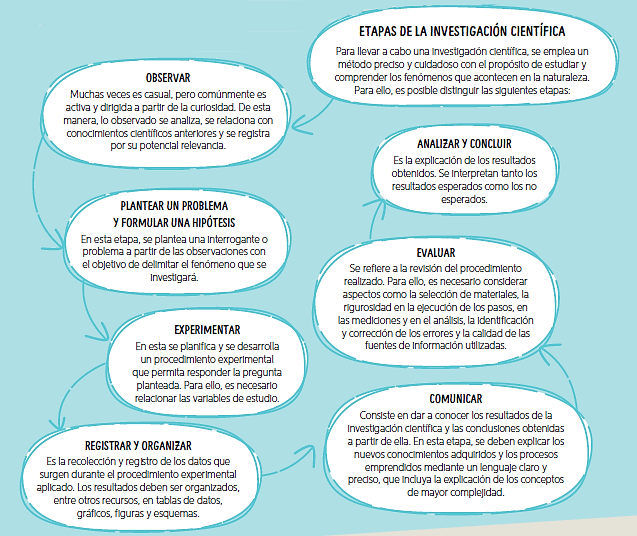 ETAPAS DE LA INVESTIGACIÓN CIENTÍFICA
Para llevar a cabo una investigación científica, se emplea un
método preciso y cuidadoso con el propósito de estudiar y
comprender los fenómenos que acontecen en la naturaleza.
Para ello, es posible distinguir las siguientes etapas:
OBSERVAR
Muchas veces es casual, pero comúnmente es
activa y dirigida a partir de la curiosidad. De esta
manera, lo observado se analiza, se relaciona con
conocimientos científicos anteriores y se registra
por su potencial relevancia.
PLANTEAR UN PROBLEMA
Y FORMULAR UNA HIPÓTESIS
En esta etapa, se plantea una interrogante o
problema a partir de las observaciones con
el objetivo de delimitar el fenómeno que se
investigará.
EXPERIMENTAR
En esta se planifica y se desarrolla
un procedimiento experimental
que permita responder la pregunta
planteada. Para ello, es necesario
relacionar las variables de estudio.
REGISTRAR Y ORGANIZAR
Es la recolección y registro de los datos que
surgen durante el procedimiento experimental
aplicado. Los resultados deben ser organizados,
entre otros recursos, en tablas de datos,
gráficos, figuras y esquemas.
COMUNICAR
Consiste en dar a conocer los resultados de la
investigación científica y las conclusiones obtenidas
a partir de ella. En esta etapa, se deben explicar los
nuevos conocimientos adquiridos y los procesos
emprendidos mediante un lenguaje claro y
preciso, que incluya la explicación de los conceptos
de mayor complejidad.
EVALUAR
Se refiere a la revisión del procedimiento
realizado. Para ello, es necesario considerar
aspectos como la selección de materiales, la
rigurosidad en la ejecución de los pasos, en
las mediciones y en el análisis, la identificación
y corrección de los errores y la calidad de las
fuentes de información utilizadas.
ANALIZAR Y CONCLUIR
Es la explicación de los resultados
obtenidos. Se interpretan tanto los
resultados esperados como los no
esperados.